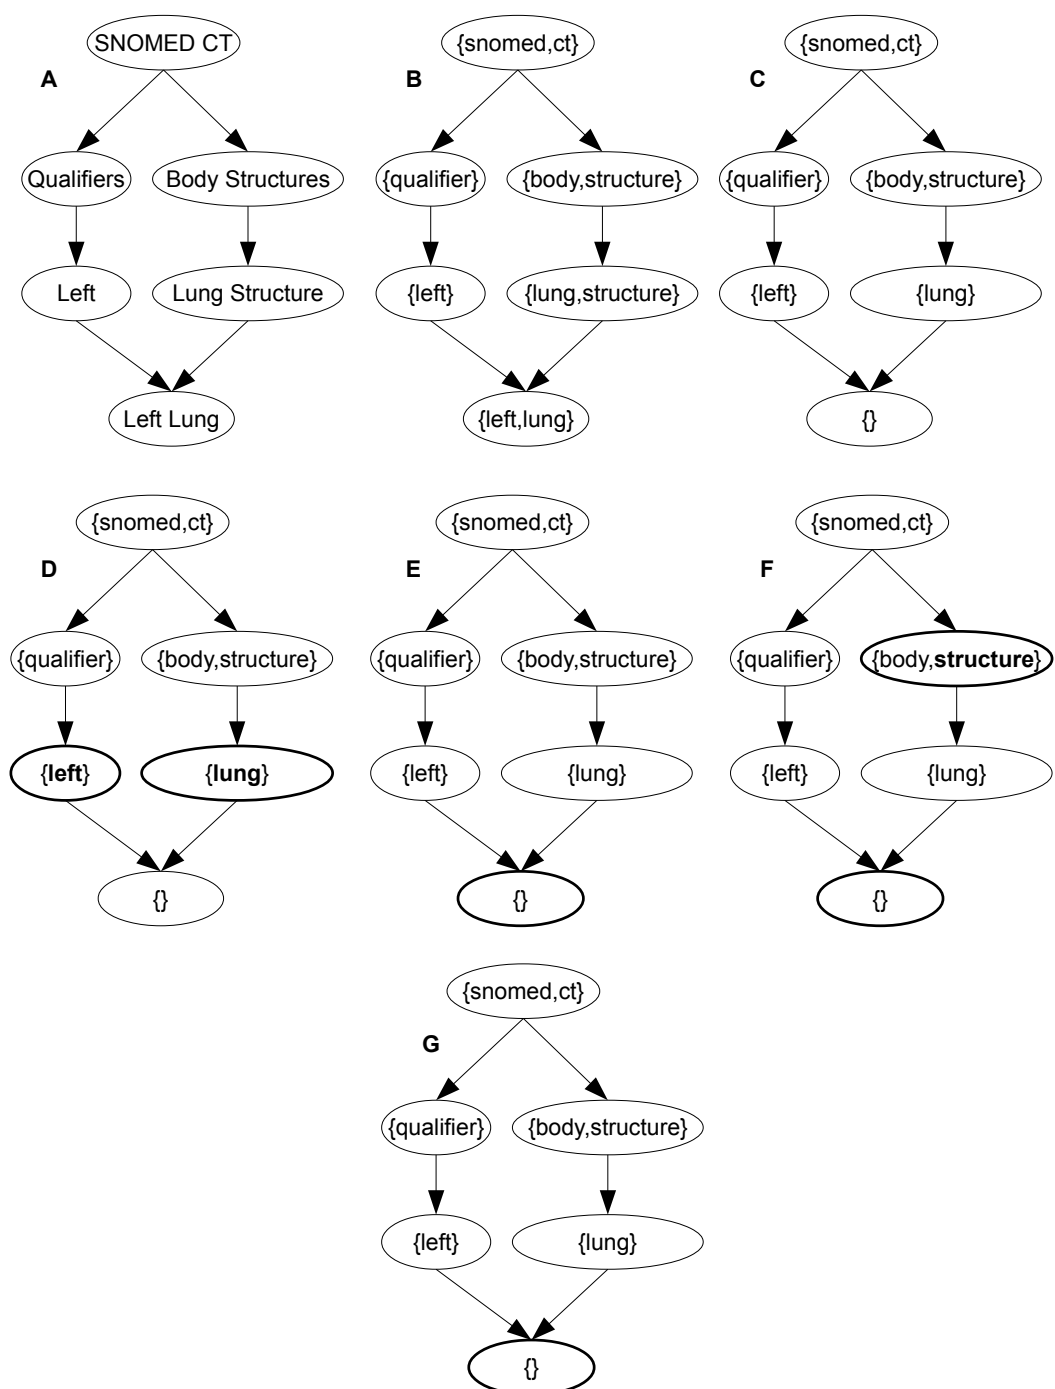 SNOMED CT
A
Qualifiers
Body Structures
Left
Lung Structure
Left Lung
{snomed,ct}
B
{qualifier}
{body,structure}
{left}
{lung,structure}
{left,lung}
{snomed,ct}
C
{qualifier}
{body,structure}
{left}
{lung}
{}
{snomed,ct}
D
{qualifier}
{body,structure}
{left}
{lung}
{}
{snomed,ct}
E
{qualifier}
{body,structure}
{left}
{lung}
{}
{snomed,ct}
F
{qualifier}
{body,structure}
{left}
{lung}
{}
{snomed,ct}
G
{qualifier}
{body,structure}
{left}
{lung}
{}